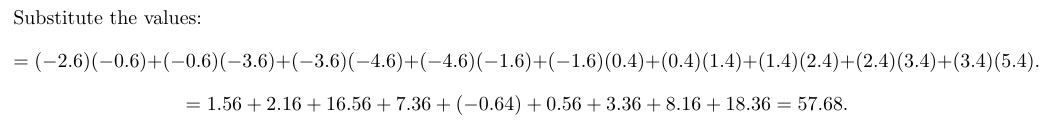 Substitute the values:
= (−2.6)(−0.6)+(−0.6)(−3.6)+(−3.6)(−4.6)+(−4.6)(−1.6)+(−1.6)(0.4)+(0.4)(1.4)+(1.4)(2.4)+(2.4)(3.4)+(3.4)(5.4).
= 1.56 + 2.16 + 16.56 + 7.36 + (−0.64) + 0.56 + 3.36 + 8.16 + 18.36 = 57.68.